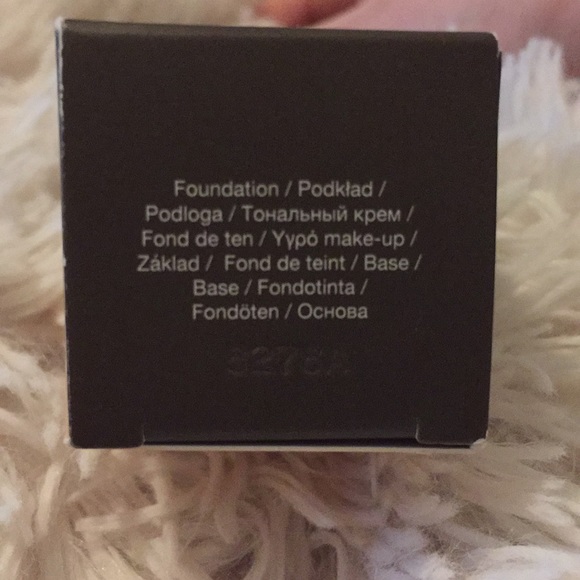 Foundation / Podkład /
Podloga / Тональный крем /
Fond de ten / Υγρό make-up /
Základ / Fond de teint / Base /
Base / Fondotinta /
Fondöten / Основа